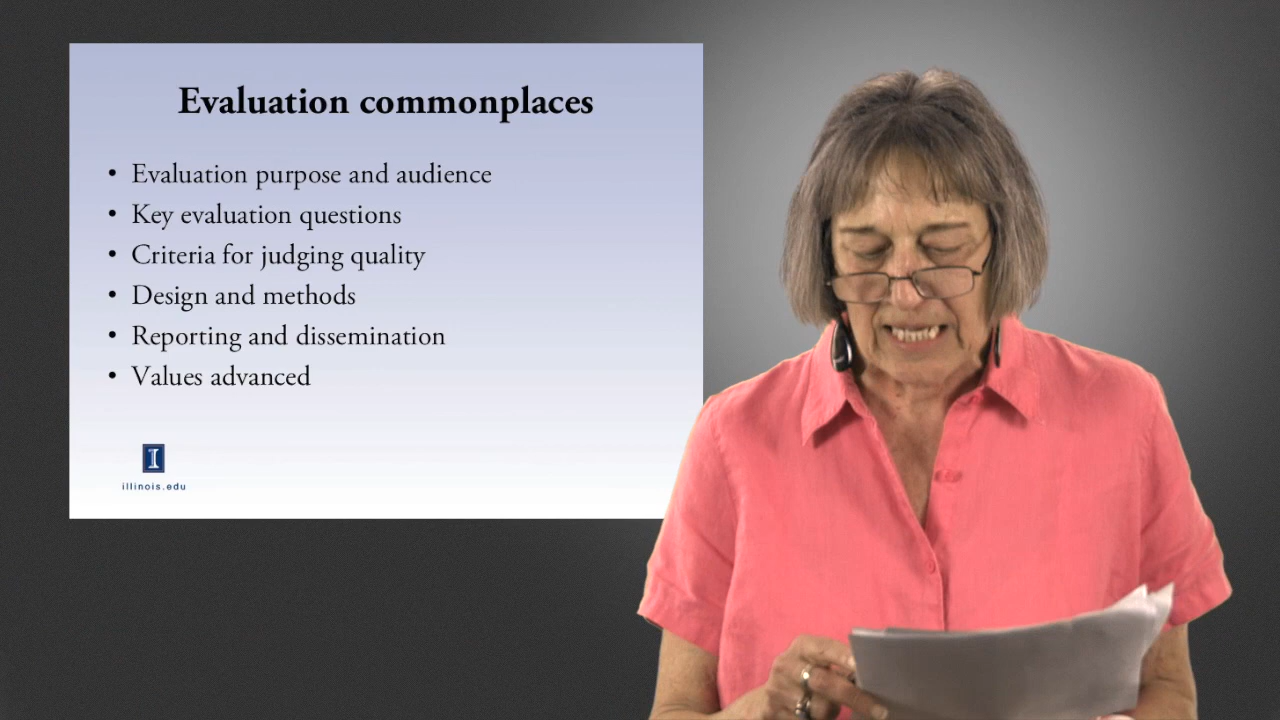 Evaluation commonplaces
• Evaluation purpose and audience
• Key evaluation questions
• Criteria for judging quality
• Design and methods
• Reporting and dissemination
• Values advanced
I
illinois.edu